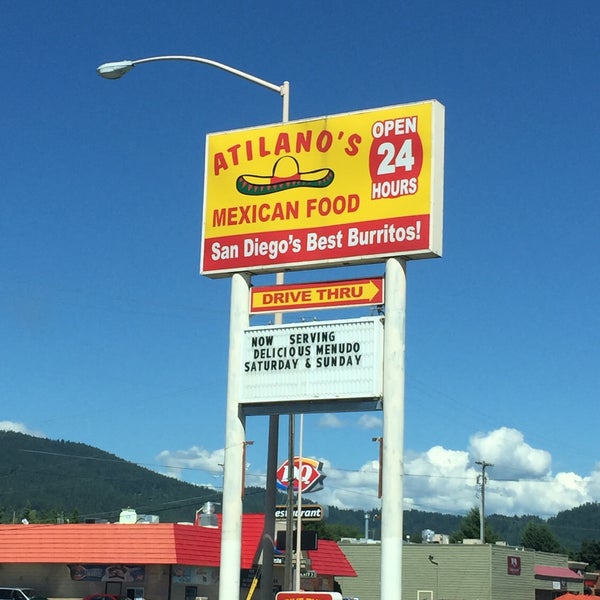 ATILANO'S
OPEN
24
HOURS
MEXICAN FOOD
San Diego's Best Burritos!
DRIVE THRU
NOW SERVING
DELICIOUS MENUDO
SATURDAY & SUNDAY
DQ